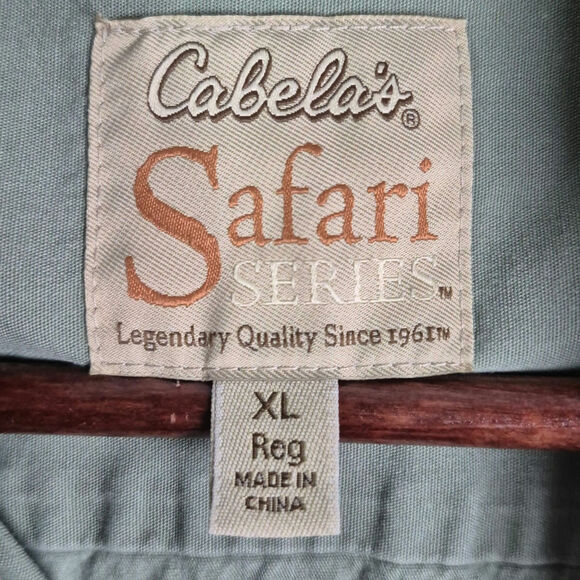 Cabela's®
Safari
SERIES™
Legendary Quality Since 1961™
XL
Reg
MADE IN
CHINA